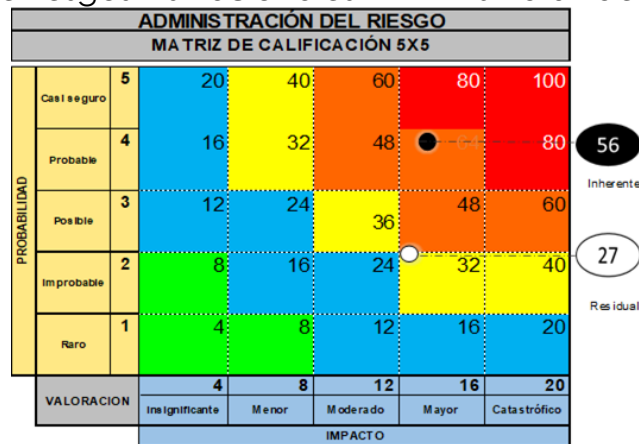 ADMINISTRACIÓN DEL RIESGO
MATRIZ DE CALIFICACIÓN 5X5
PROBABILIDAD
Casi seguro 5 20 40 60 80 100
Probable 4 16 32 48 64 80
56
Inherente
Posible 3 12 24 36 48 60
27
Residual
Improbable 2 8 16 24 32 40
Raro 1 4 8 12 16 20
VALORACION
4 8 12 16 20
Insignificante Menor Moderado Mayor Catastrófico
IMPACTO